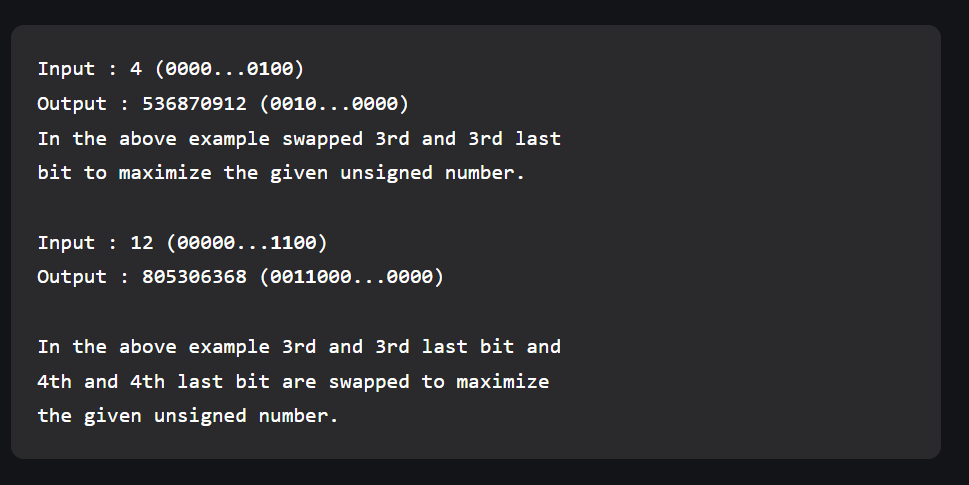 Input : 4 (0000...0100)
Output : 536870912 (0010...0000)
In the above example swapped 3rd and 3rd last
bit to maximize the given unsigned number.
Input : 12 (00000...1100)
Output : 805306368 (0011000...0000)
In the above example 3rd and 3rd last bit and
4th and 4th last bit are swapped to maximize
the given unsigned number.